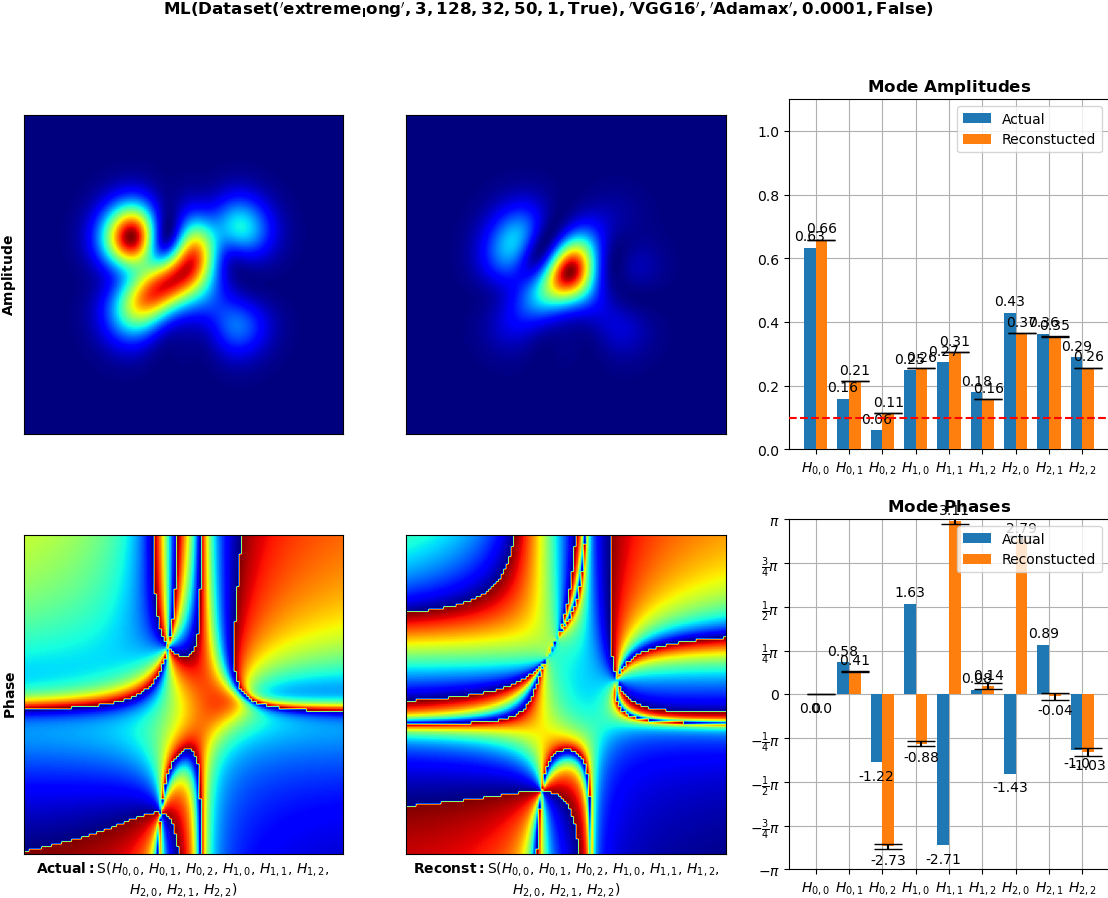 ML(Dataset('extreme_long', 3, 128, 32, 50, 1, True), 'VGG16', 'Adamax', 0.0001, False)
Amplitude
Mode Amplitudes
Actual
Reconstucted
1.0
0.8
0.6
0.4
0.2
0.0
0.63
0.66
0.16
0.21
0.06
0.11
0.25
0.26
0.27
0.31
0.18
0.16
0.43
0.37
0.36
0.35
0.29
0.26
H0,0 H0,1 H0,2 H1,0 H1,1 H1,2 H2,0 H2,1 H2,2
Phase
Mode Phases
Actual
Reconstucted
π
3/4π
1/2π
1/4π
0
−1/4π
−1/2π
−3/4π
−π
0.0
0.0
0.58
0.41
-1.22
-2.73
1.63
-0.88
-2.71
3.11
0.14
-1.43
2.79
0.89
-0.04
-1.0
-1.03
H0,0 H0,1 H0,2 H1,0 H1,1 H1,2 H2,0 H2,1 H2,2
Actual: S(H0,0, H0,1, H0,2, H1,0, H1,1, H1,2,
H2,0, H2,1, H2,2)
Reconst: S(H0,0, H0,1, H0,2, H1,0, H1,1, H1,2,
H2,0, H2,1, H2,2)